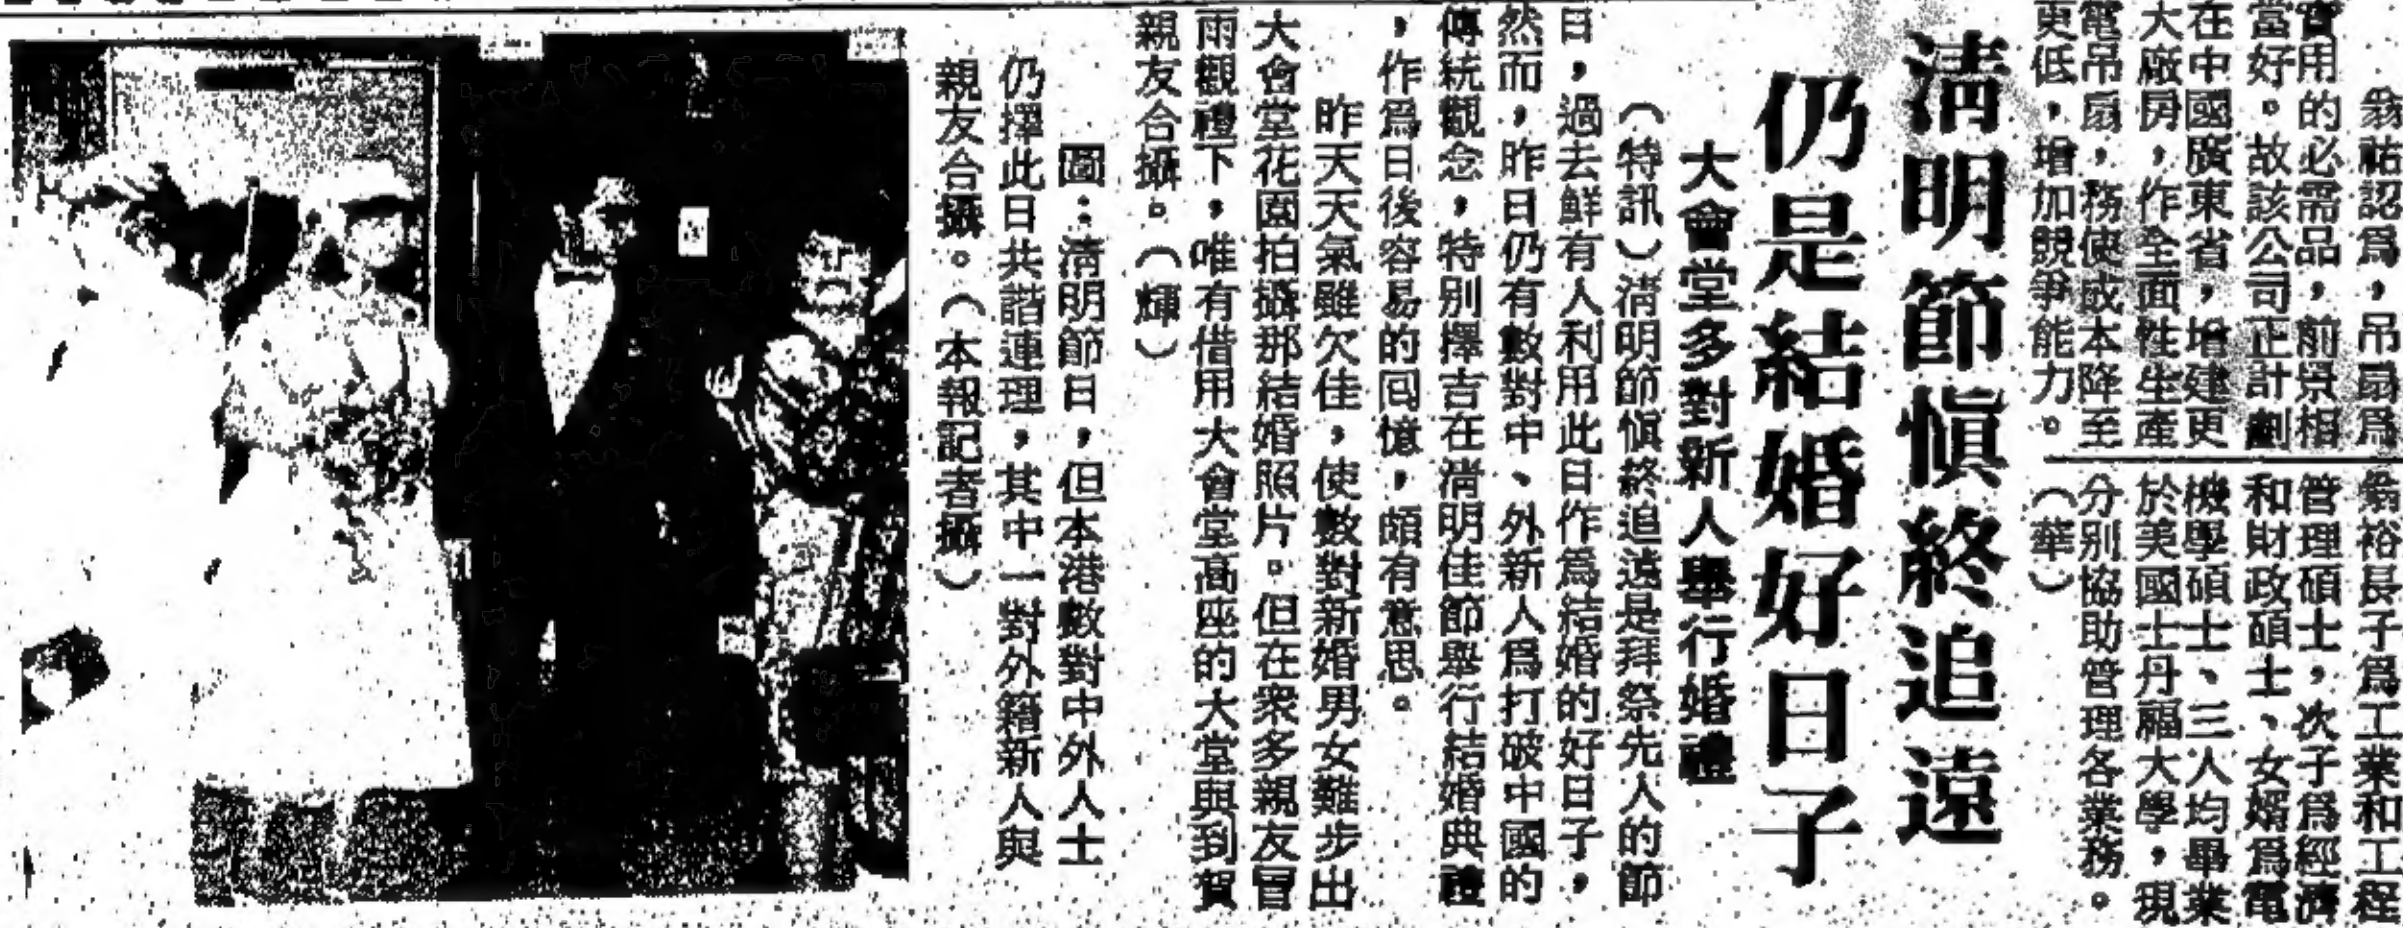 翁祐認爲，吊扇爲
實用的必需品，前景相
當好。故該公司正計劃
在中國廣東省，增建更
大廠房，作全面性生產
電吊扇，務使成本降至
更低，增加競爭能力。
翁裕長子爲工業和工程
管理碩士，次子爲經濟
和財政碩士、女婿爲電
機學碩士、三人均畢業
於美國士丹福大學，現
分別協助管理各業務。
（華）
淸明節愼終追遠
仍是結婚好日子
大會堂多對新人舉行婚禮
（特訊）淸明節愼終追遠是拜祭先人的節
日，過去鮮有人利用此日作爲結婚的好日子，
然而，昨日仍有數對中、外新人爲打破中國的
傳統觀念，特別擇吉在淸明佳節舉行結婚典禮
，作爲日後容易的囘憶，頗有意思。
昨天天氣雖欠佳，使數對新婚男女難步出
大會堂花園拍攝那結婚照片。但在衆多親友冒
雨觀禮下，唯有借用大會堂高座的大堂與到賀
親友合攝。（輝）
圖：淸明節日，但本港數對中外人士
仍擇此日共諧連理，其中一對外籍新人與
親友合攝。（本報記者攝）